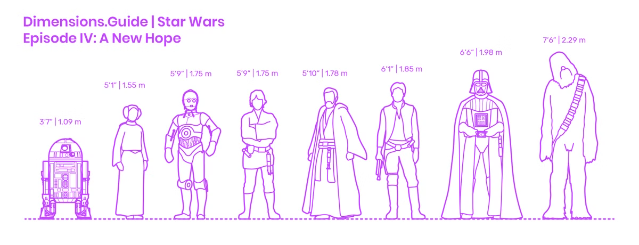 Dimensions.Guide | Star Wars
Episode IV: A New Hope
3'7" | 1.09 m
5'1" | 1.55 m
5'9" | 1.75 m
5'9" | 1.75 m
5'10" | 1.78 m
6'1" | 1.85 m
6'6" | 1.98 m
7'6" | 2.29 m